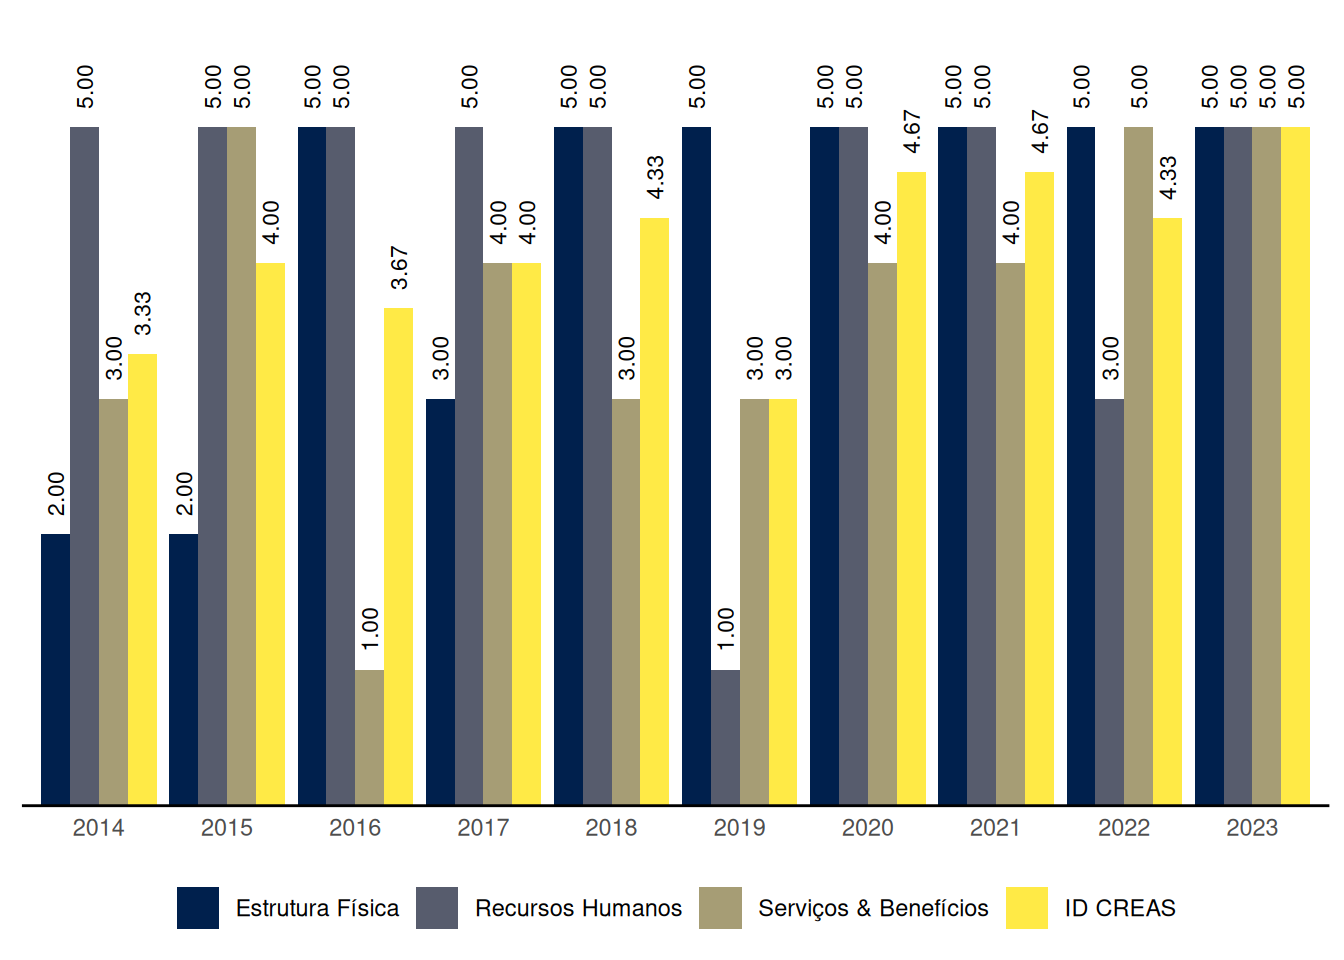 2.00 5.00 3.00 3.33
2.00 5.00 5.00 4.00
5.00 5.00 1.00 3.67
3.00 5.00 4.00 4.00
5.00 5.00 3.00 4.33
5.00 1.00 3.00 3.00
5.00 5.00 4.00 4.67
5.00 5.00 4.00 4.67
5.00 3.00 5.00 4.33
5.00 5.00 5.00 5.00
2014 2015 2016 2017 2018 2019 2020 2021 2022 2023
Estrutura Física Recursos Humanos Serviços & Benefícios ID CREAS